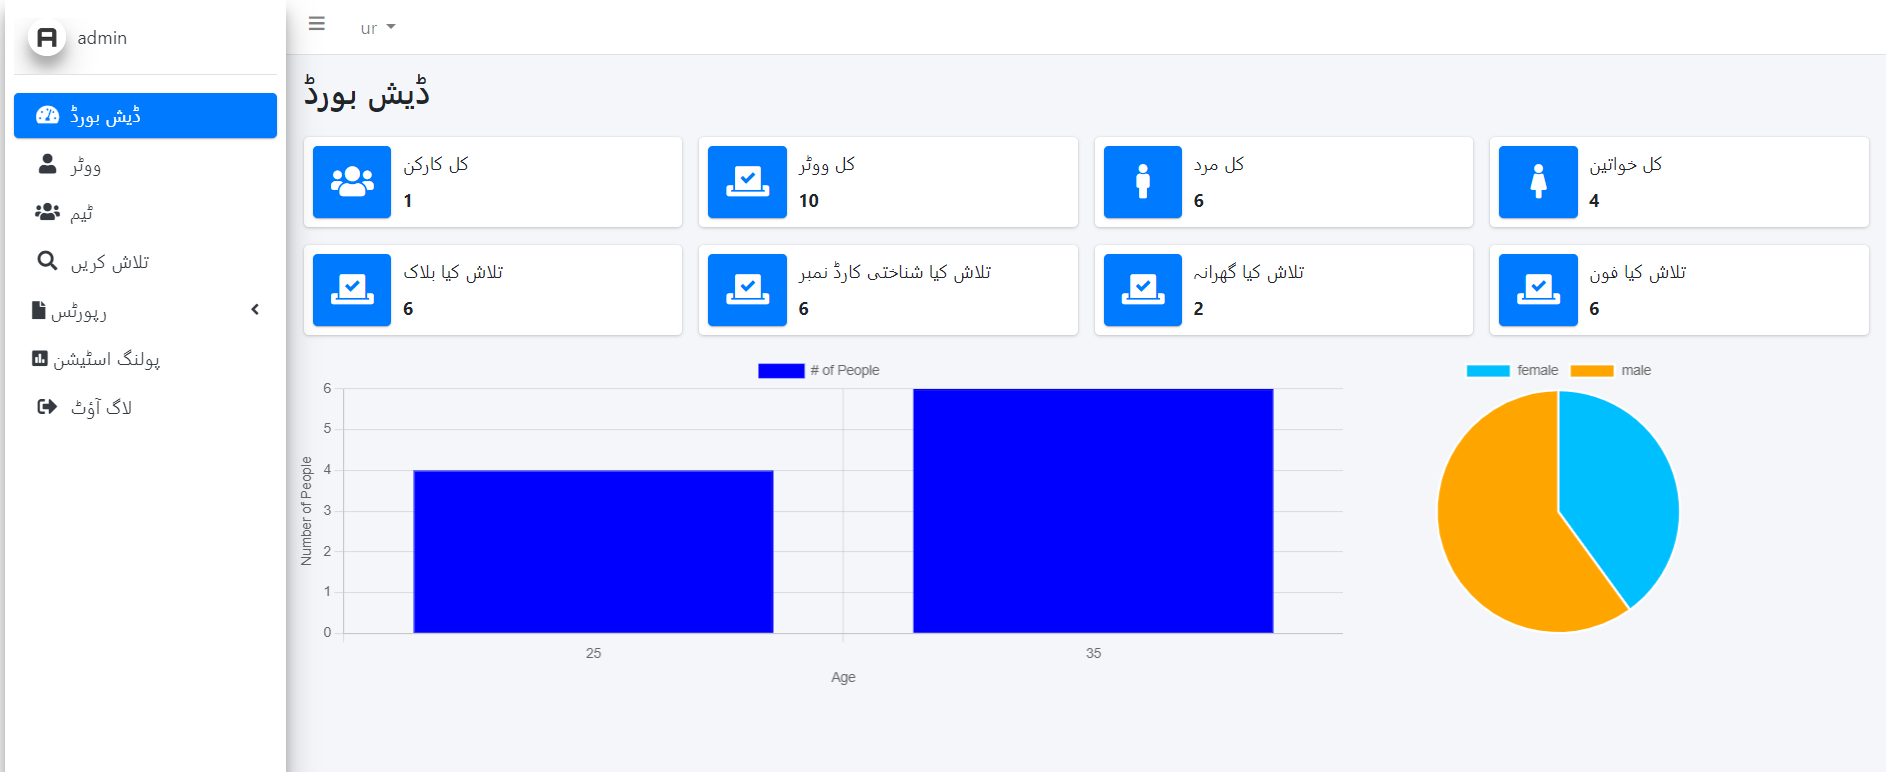 admin
ڈیش بورڈ
ووٹر
ٹیم
تلاش کریں
رپورٹس
پولنگ اسٹیشن
لاگ آؤٹ
ur
ڈیش بورڈ
کل کارکن
1
کل ووٹر
10
کل مرد
6
کل خواتین
4
تلاش کیا بلاک
6
تلاش کیا شناختی کارڈ نمبر
6
تلاش کیا گھرانہ
2
تلاش کیا فون
6
# of People
6
5
4
3
2
1
0
Number of People
25
35
Age
female
male